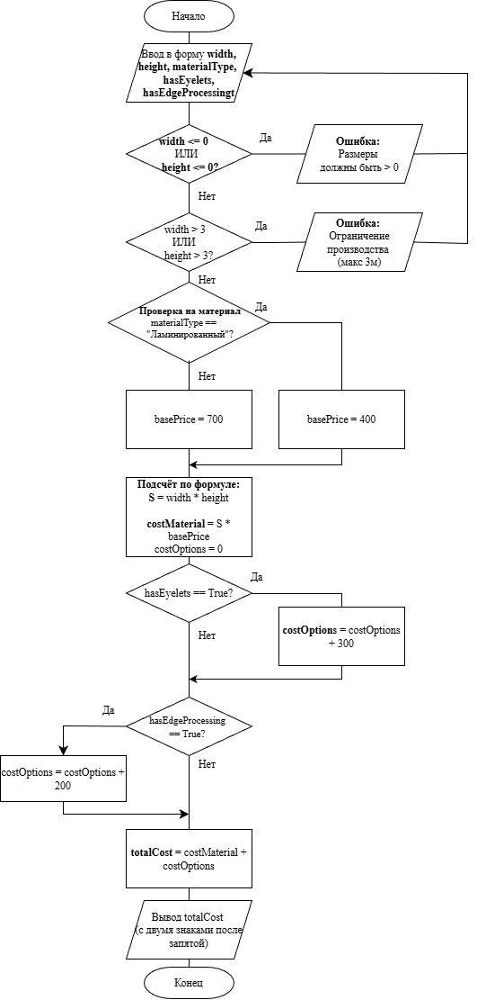 Начало
Ввод в форму width,
height, materialType,
hasEyelets,
hasEdgeProcessingt
width <= 0
ИЛИ
height <= 0?
Да
Ошибка:
Размеры
должны быть > 0
Нет
width > 3
ИЛИ
height > 3?
Да
Ошибка:
Ограничение
производства
(макс 3м)
Нет
Проверка на материал
materialType ==
"Ламинированный"?
Да
Нет
basePrice = 700
basePrice = 400
Подсчёт по формуле:
S = width * height
costMaterial = S *
basePrice
costOptions = 0
hasEyelets == True?
Да
costOptions = costOptions
+ 300
Нет
hasEdgeProcessing
== True?
Да
costOptions = costOptions +
200
Нет
totalCost = costMaterial +
costOptions
Вывод totalCost
(с двумя знаками после
запятой)
Конец